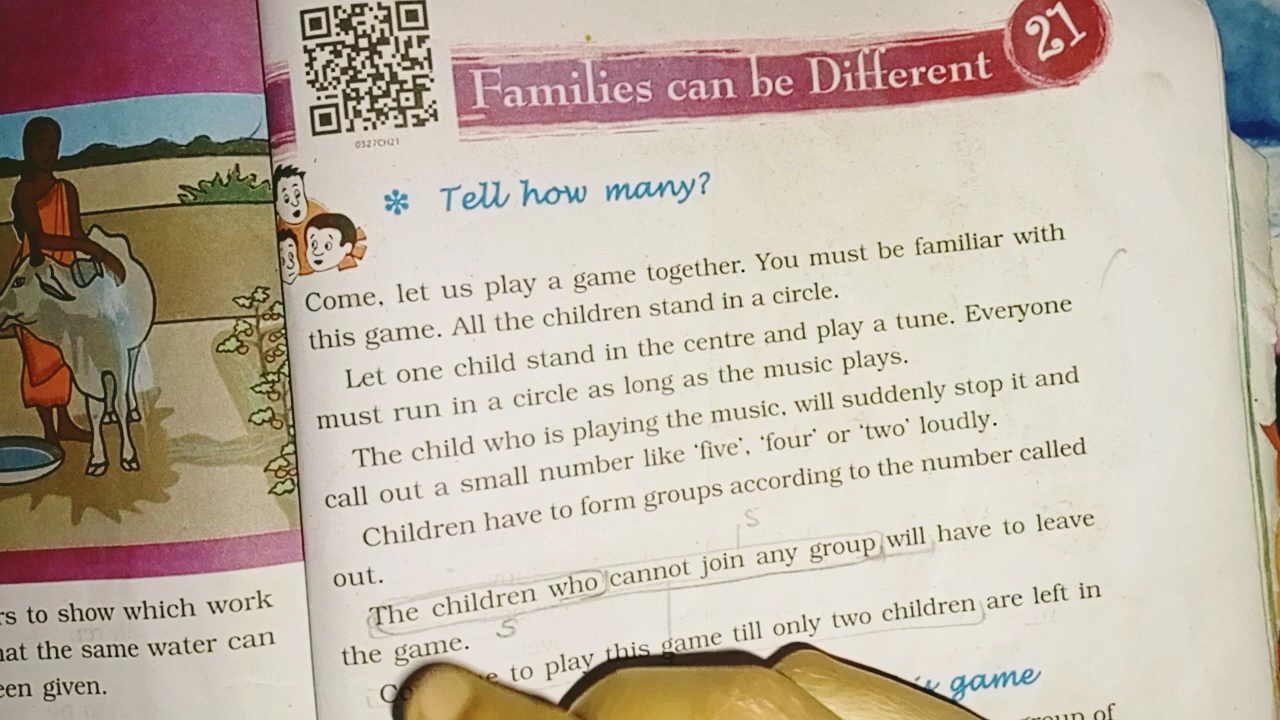 rs to show which work
hat the same water can
een given.
0327CH21
Families can be Different
21
* Tell how many?
Come, let us play a game together. You must be familiar with
this game. All the children stand in a circle.
Let one child stand in the centre and play a tune. Everyone
must run in a circle as long as the music plays.
The child who is playing the music, will suddenly stop it and
call out a small number like ‘five’, ‘four’ or ‘two’ loudly.
Children have to form groups according to the number called
out.
S
The children who cannot join any group will have to leave
the game. S
to play this game till only two children are left in
game
of